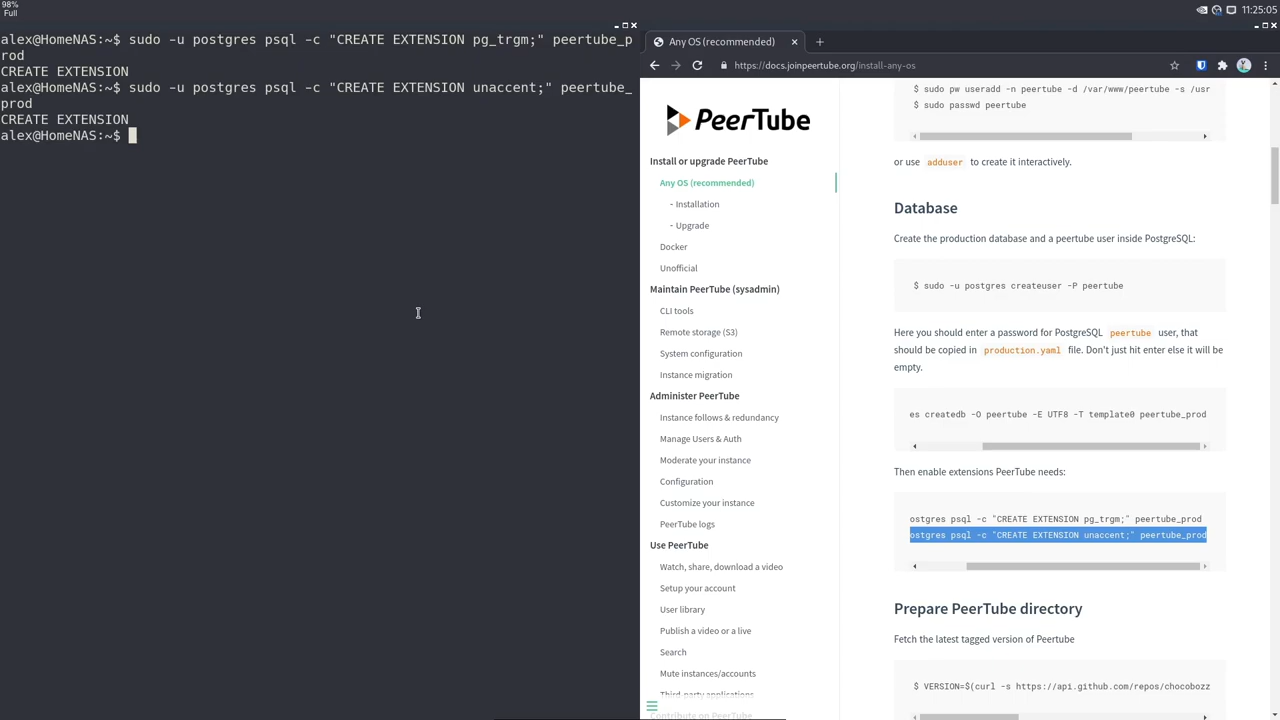 98%
Full
11:25:05
alex@HomeNAS:~$ sudo -u postgres psql -c "CREATE EXTENSION pg_trgm;" peertube_p
rod
CREATE EXTENSION
alex@HomeNAS:~$ sudo -u postgres psql -c "CREATE EXTENSION unaccent;" peertube_
prod
CREATE EXTENSION
alex@HomeNAS:~$
Any OS (recommended)
https://docs.joinpeertube.org/install-any-os
PeerTube
Install or upgrade PeerTube
Any OS (recommended)
- Installation
- Upgrade
Docker
Unofficial
Maintain PeerTube (sysadmin)
CLI tools
Remote storage (S3)
System configuration
Instance migration
Administer PeerTube
Instance follows & redundancy
Manage Users & Auth
Moderate your instance
Configuration
Customize your instance
PeerTube logs
Use PeerTube
Watch, share, download a video
Setup your account
User library
Publish a video or a live
Search
Mute instances/accounts
Third-party applications
Contribute on PeerTube
$ sudo pw useradd -n peertube -d /var/www/peertube -s /usr
$ sudo passwd peertube
or use adduser to create it interactively.
Database
Create the production database and a peertube user inside PostgreSQL:
$ sudo -u postgres createuser -P peertube
Here you should enter a password for PostgreSQL peertube user, that
should be copied in production.yaml file. Don't just hit enter else it will be
empty.
es createdb -O peertube -E UTF8 -T template0 peertube_prod
Then enable extensions PeerTube needs:
ostgres psql -c "CREATE EXTENSION pg_trgm;" peertube_prod
ostgres psql -c "CREATE EXTENSION unaccent;" peertube_prod
Prepare PeerTube directory
Fetch the latest tagged version of Peertube
$ VERSION=$(curl -s https://api.github.com/repos/chocobozz